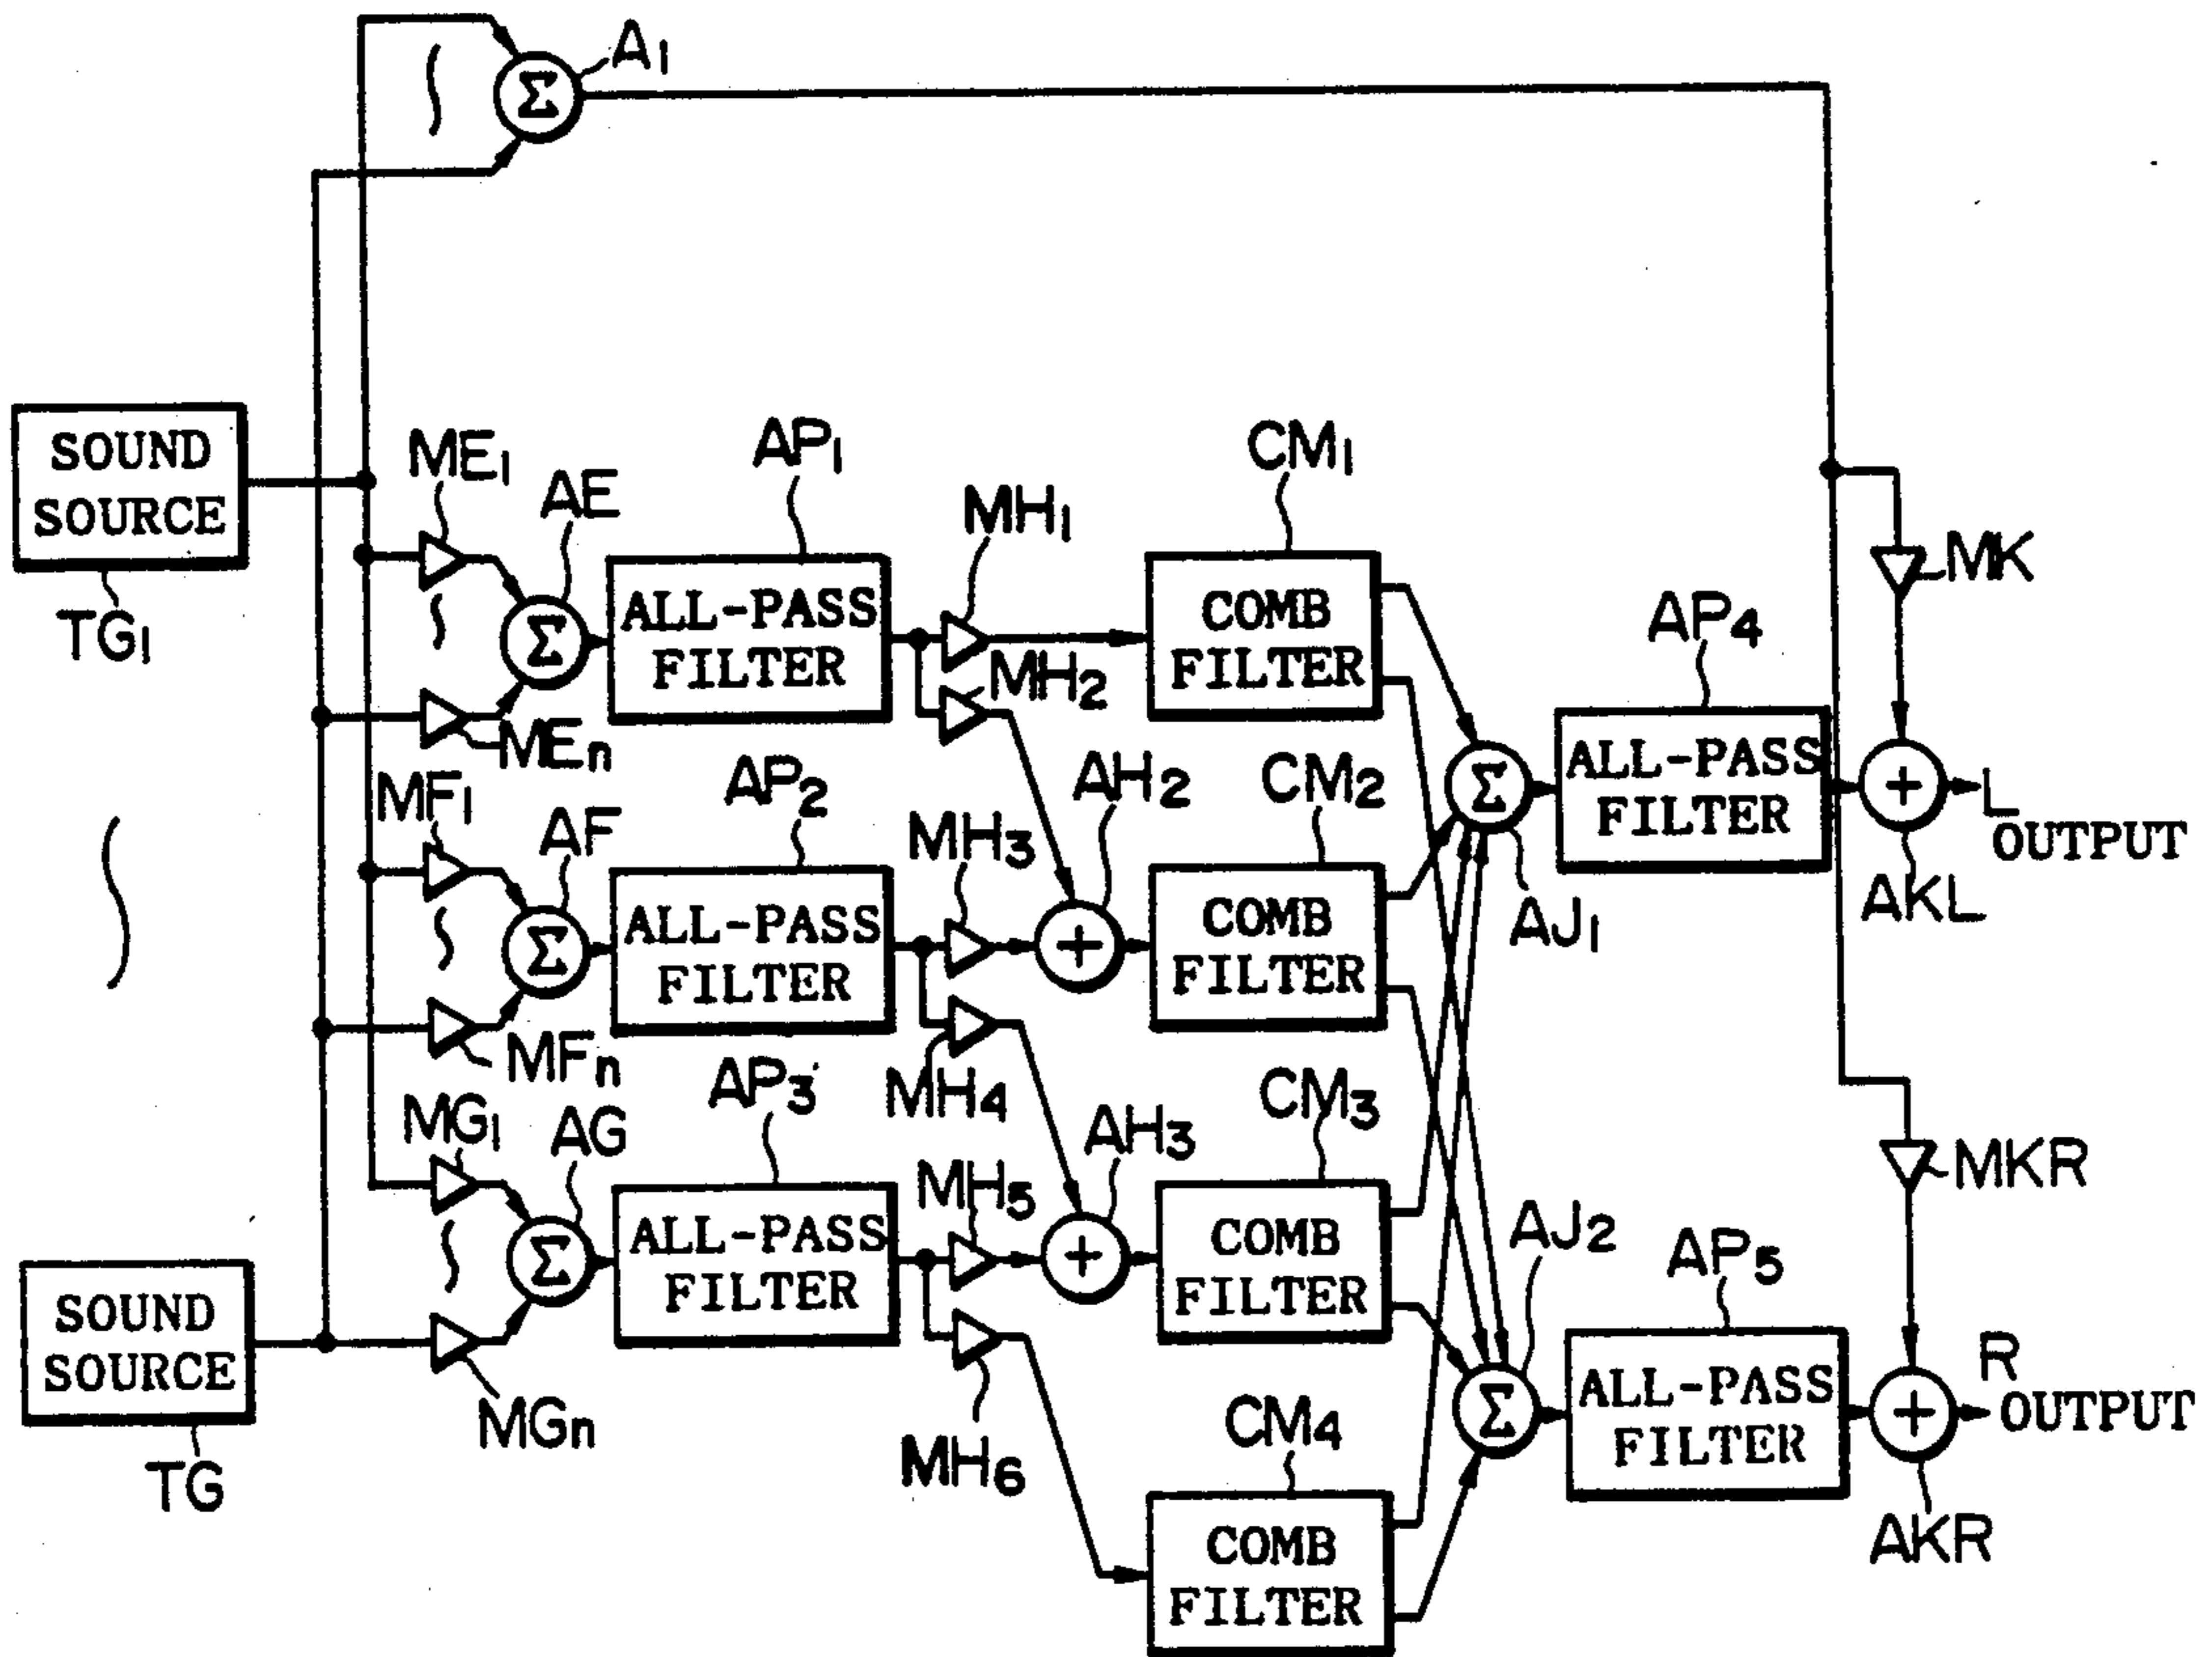 A1
SOUND
SOURCE
TG1
ME1
AE
AP1
ALL-PASS
FILTER
MH1
MH2
CM1
COMB
FILTER
MK
AP4
ALL-PASS
FILTER
L
OUTPUT
AKL
MEn
MF1
AF
AP2
ALL-PASS
FILTER
MH3
AH2
CM2
COMB
FILTER
AJ1
MFn
MH4
MG1
AG
AP3
ALL-PASS
FILTER
MH5
AH3
CM3
COMB
FILTER
MKR
AJ2
AP5
ALL-PASS
FILTER
R
OUTPUT
AKR
SOUND
SOURCE
TG
MGn
MH6
CM4
COMB
FILTER
Σ
Σ
Σ
Σ
Σ
Σ
+
+
+
+